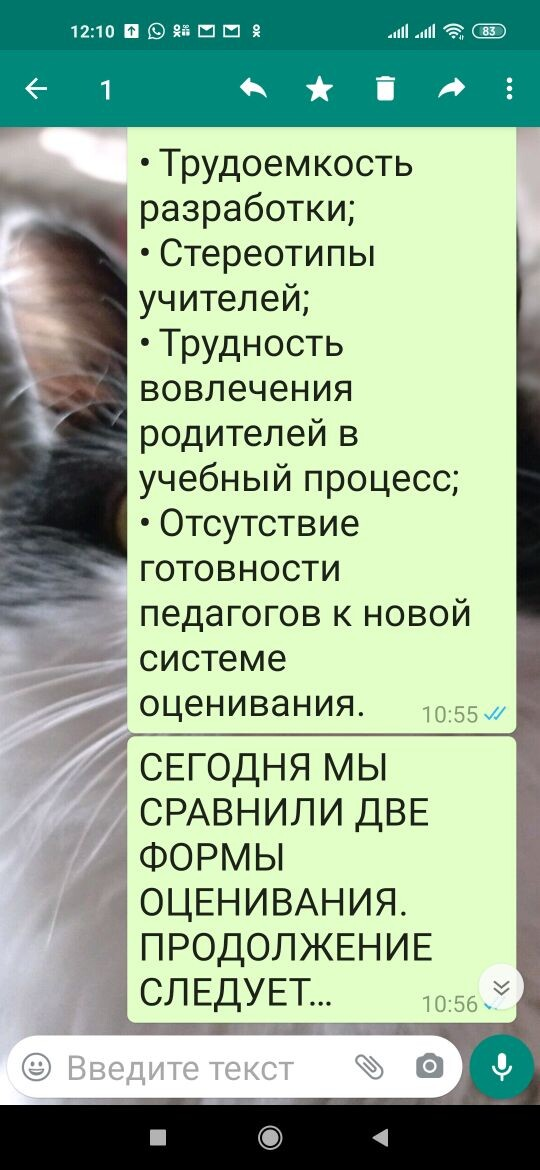 12:10
83
1
• Трудоемкость
разработки;
• Стереотипы
учителей;
• Трудность
вовлечения
родителей в
учебный процесс;
• Отсутствие
готовности
педагогов к новой
системе
оценивания.
10:55
СЕГОДНЯ МЫ
СРАВНИЛИ ДВЕ
ФОРМЫ
ОЦЕНИВАНИЯ.
ПРОДОЛЖЕНИЕ
СЛЕДУЕТ...
10:56
Введите текст